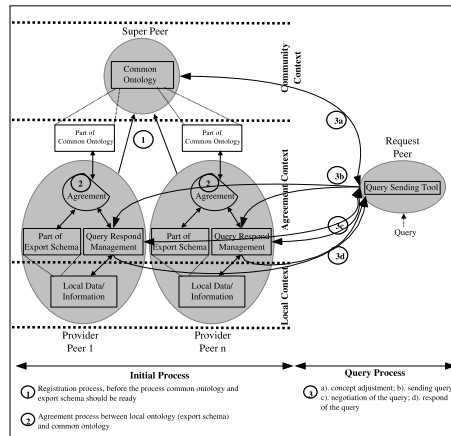 Super Peer
Common
Ontology
Community
Context
Part of
Common Ontology
Part of
Common Ontology
1
3a
Request
Peer
2
Agreement
2
Agreement
Agreement Context
3b
Query Sending Tool
Part of
Export Schema
Query Respond
Management
Part of
Export Schema
Query Respond
Management
3c
Query
3d
Local Data/
Information
Local Data/
Information
Local Context
Provider
Peer 1
Provider
Peer n
Initial Process
Query Process
1 Registration process, before the process common ontology and
export schema should be ready
2 Agreement process between local ontology (export schema)
and common ontology
3 a). concept adjustment; b). sending query
c). negotiation of the query; d). respond
of the query